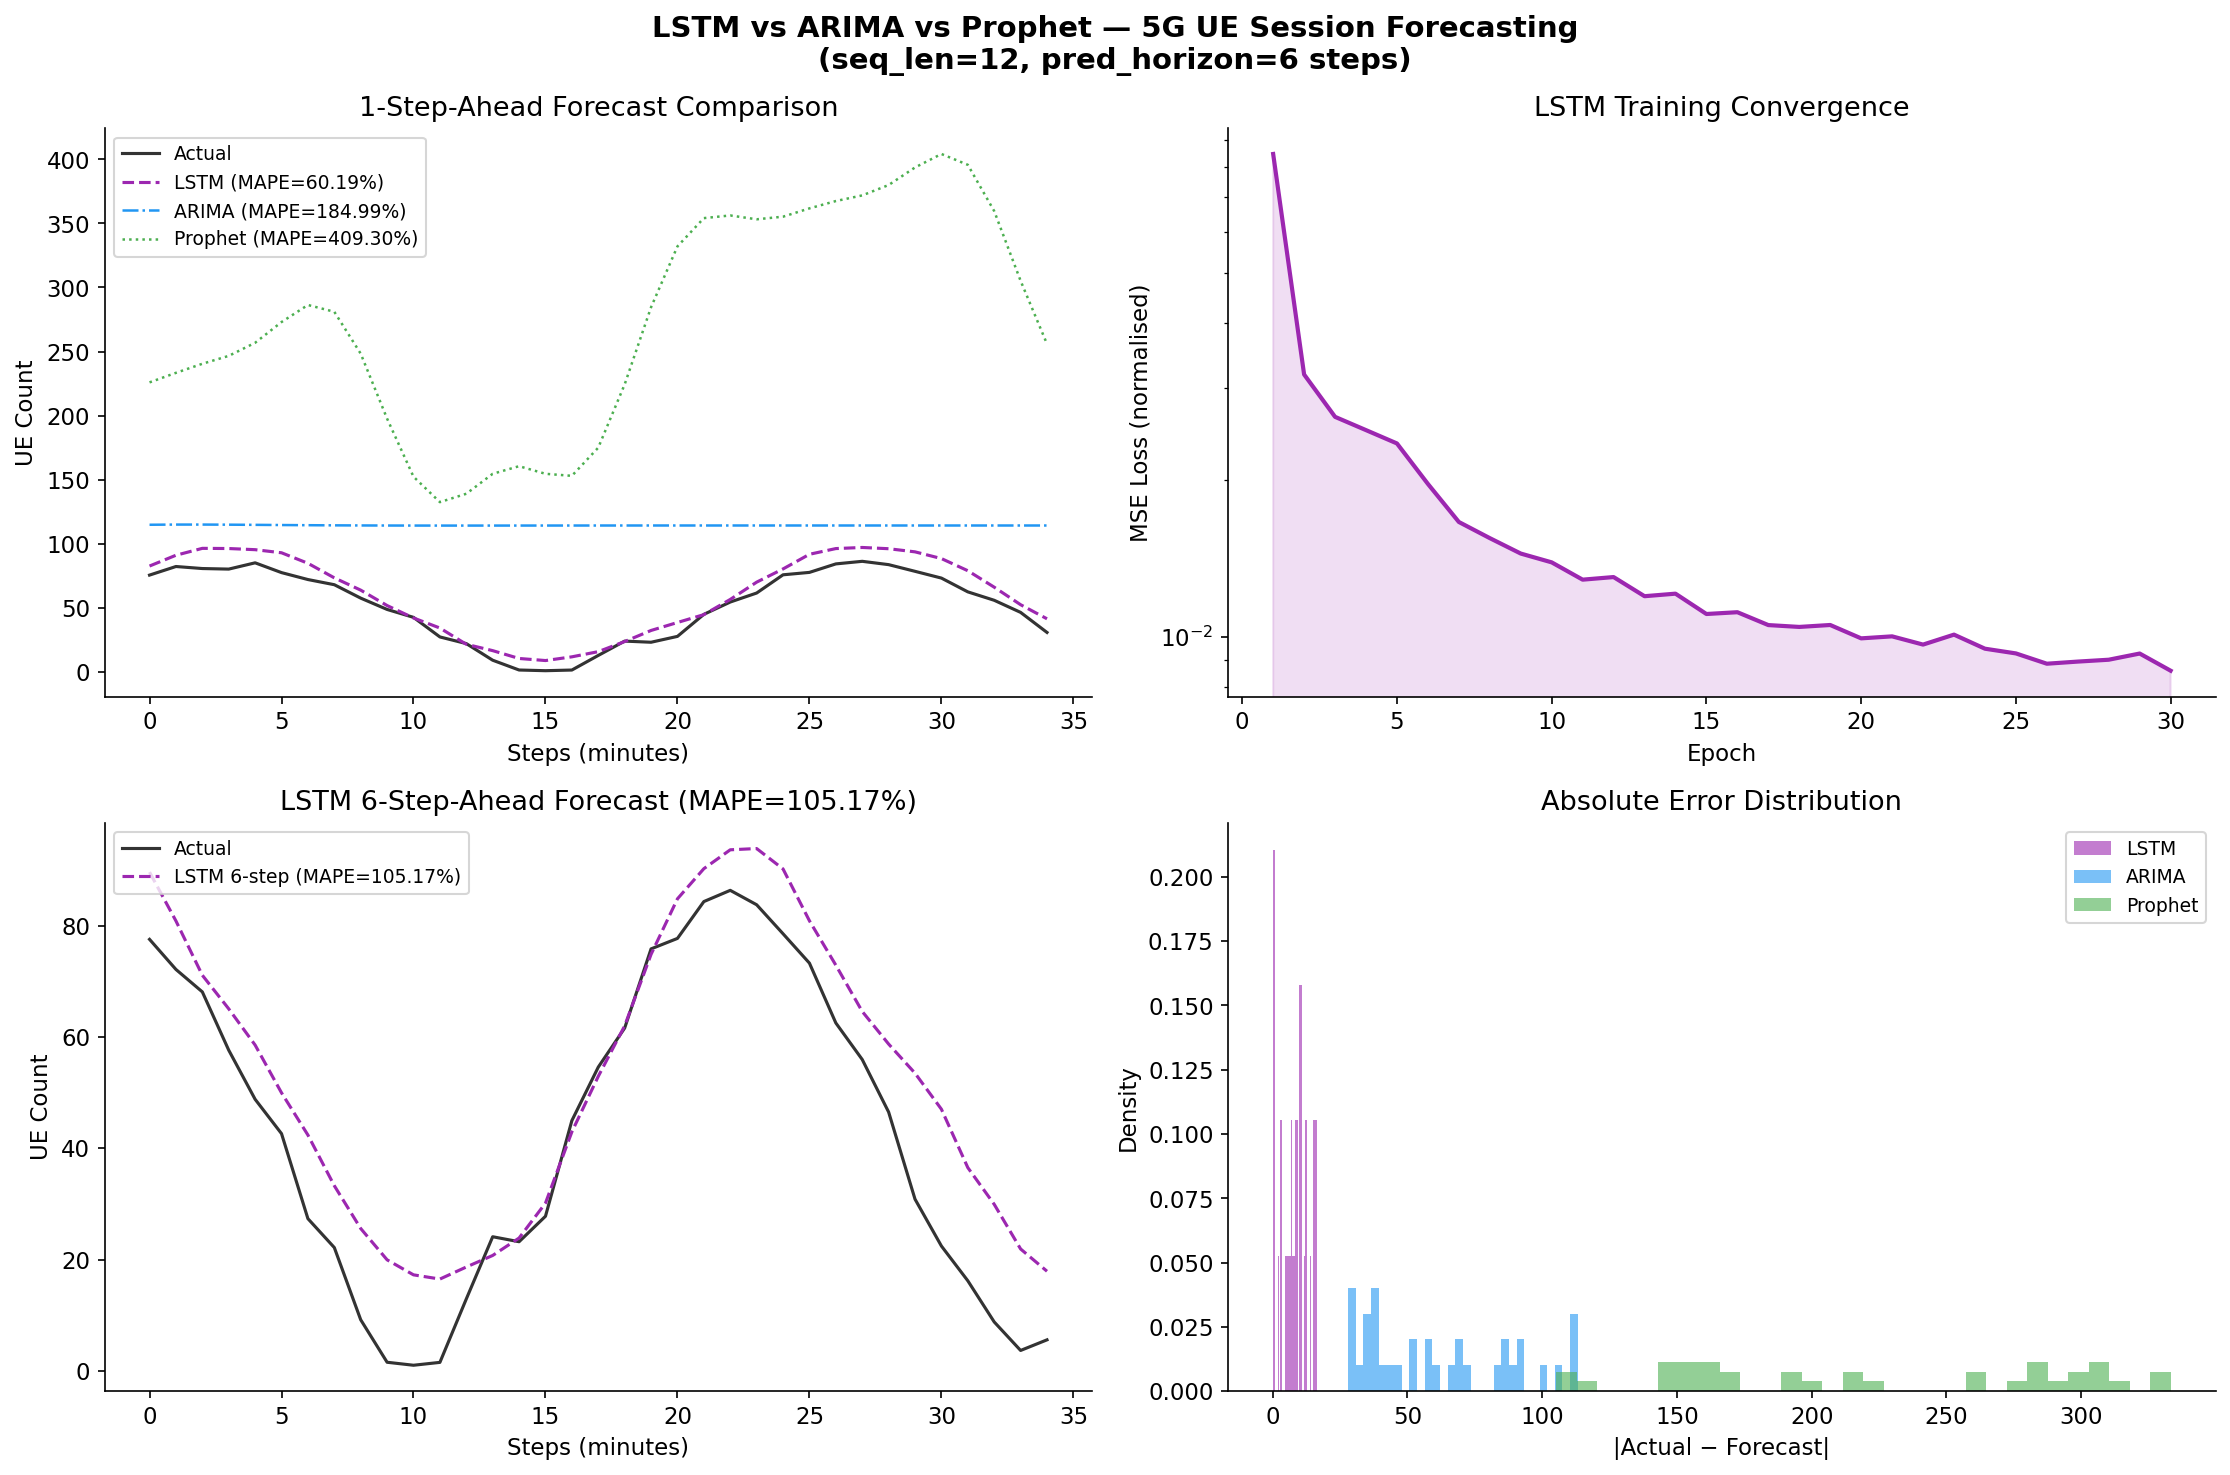 LSTM vs ARIMA vs Prophet — 5G UE Session Forecasting
(seq_len=12, pred_horizon=6 steps)
1-Step-Ahead Forecast Comparison
Actual
LSTM (MAPE=60.19%)
ARIMA (MAPE=184.99%)
Prophet (MAPE=409.30%)
UE Count
400
350
300
250
200
150
100
50
0
0 5 10 15 20 25 30 35
Steps (minutes)
LSTM Training Convergence
MSE Loss (normalised)
10⁻²
0 5 10 15 20 25 30
Epoch
LSTM 6-Step-Ahead Forecast (MAPE=105.17%)
Actual
LSTM 6-step (MAPE=105.17%)
UE Count
80
60
40
20
0
0 5 10 15 20 25 30 35
Steps (minutes)
Absolute Error Distribution
LSTM
ARIMA
Prophet
Density
0.200
0.175
0.150
0.125
0.100
0.075
0.050
0.025
0.000
0 50 100 150 200 250 300
|Actual − Forecast|